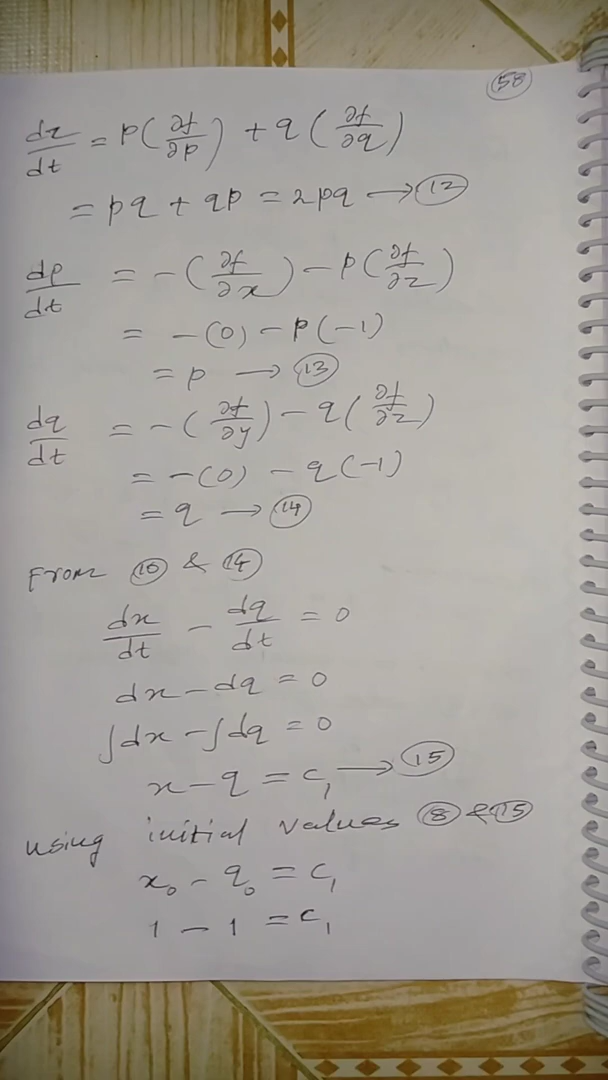 (58)
dz/dt = p(∂f/∂p) + q(∂f/∂q)
= pq + qp = 2pq → (12)
dp/dt = -(∂f/∂x) - p(∂f/∂z)
= -(0) - p(-1)
= p → (13)
dq/dt = -(∂f/∂y) - q(∂f/∂z)
= -(0) - q(-1)
= q → (14)
From (10) & (14)
dx/dt - dq/dt = 0
dx - dq = 0
∫dx - ∫dq = 0
x - q = c₁ → (15)
using initial values (8) & (15)
x₀ - q₀ = c₁
1 - 1 = c₁